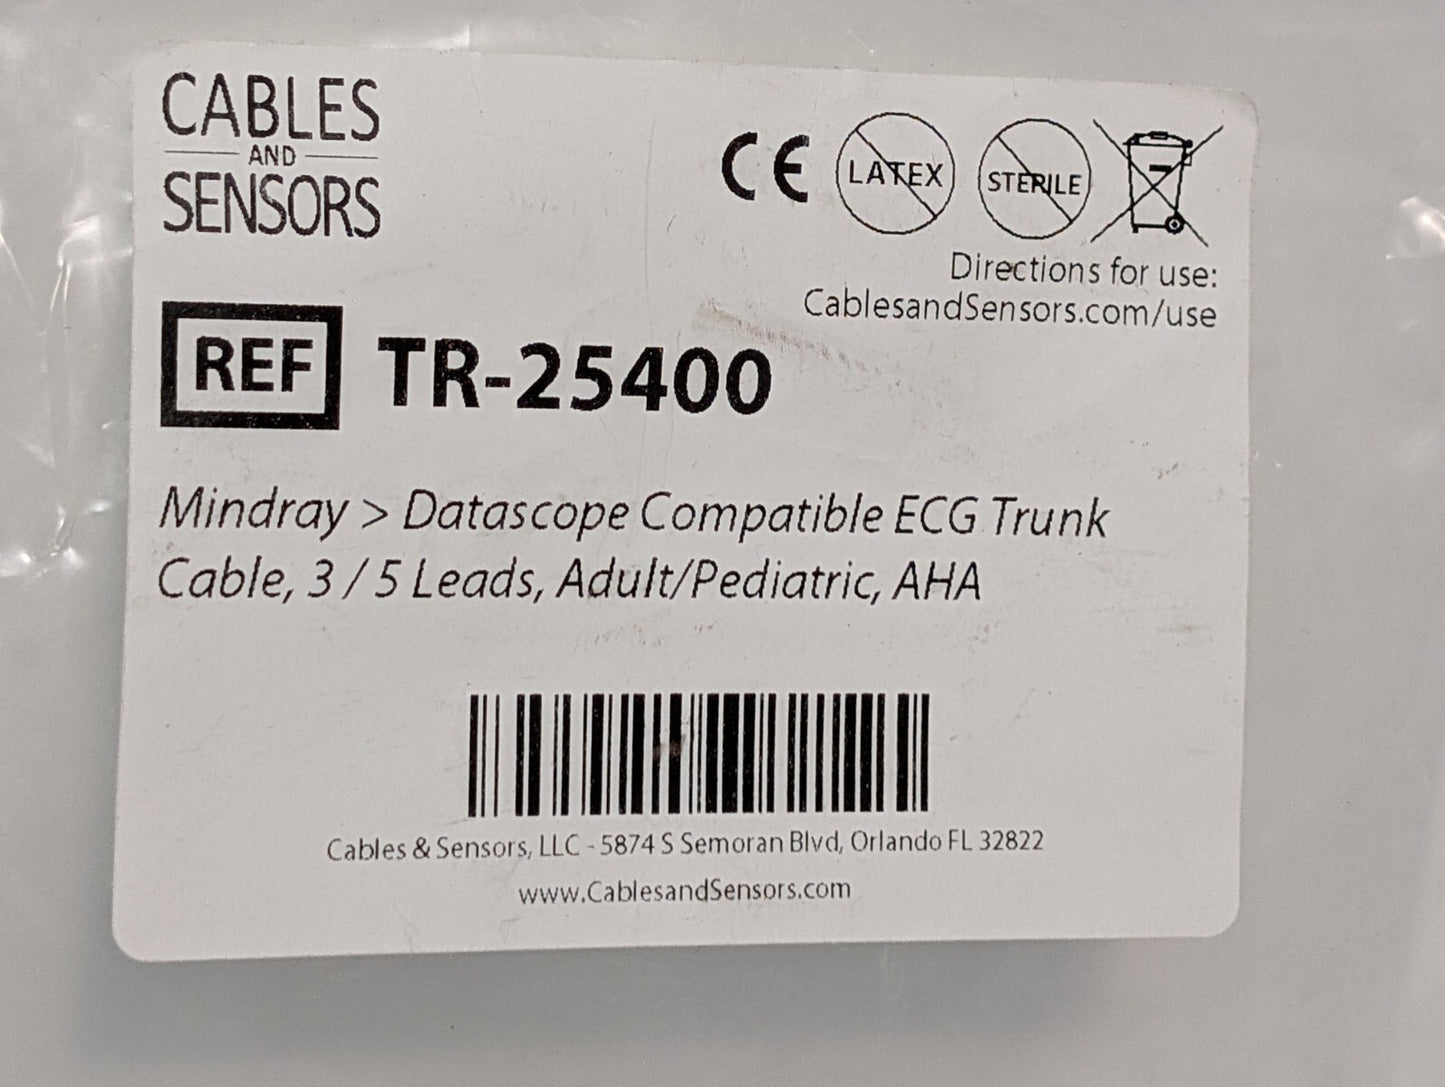 CABLES
AND
SENSORS
CE LATEX STERILE
Directions for use:
CablesandSensors.com/use
REF TR-25400
Mindray > Datascope Compatible ECG Trunk
Cable, 3 / 5 Leads, Adult/Pediatric, AHA
Cables & Sensors, LLC - 5874 S Semoran Blvd, Orlando FL 32822
www.CablesandSensors.com